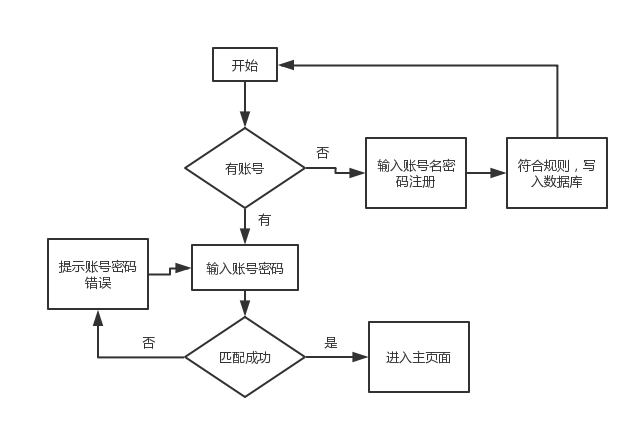 开始
有账号
否
输入账号名密
码注册
符合规则，写
入数据库
有
提示账号密码
错误
输入账号密码
否
匹配成功
是
进入主页面